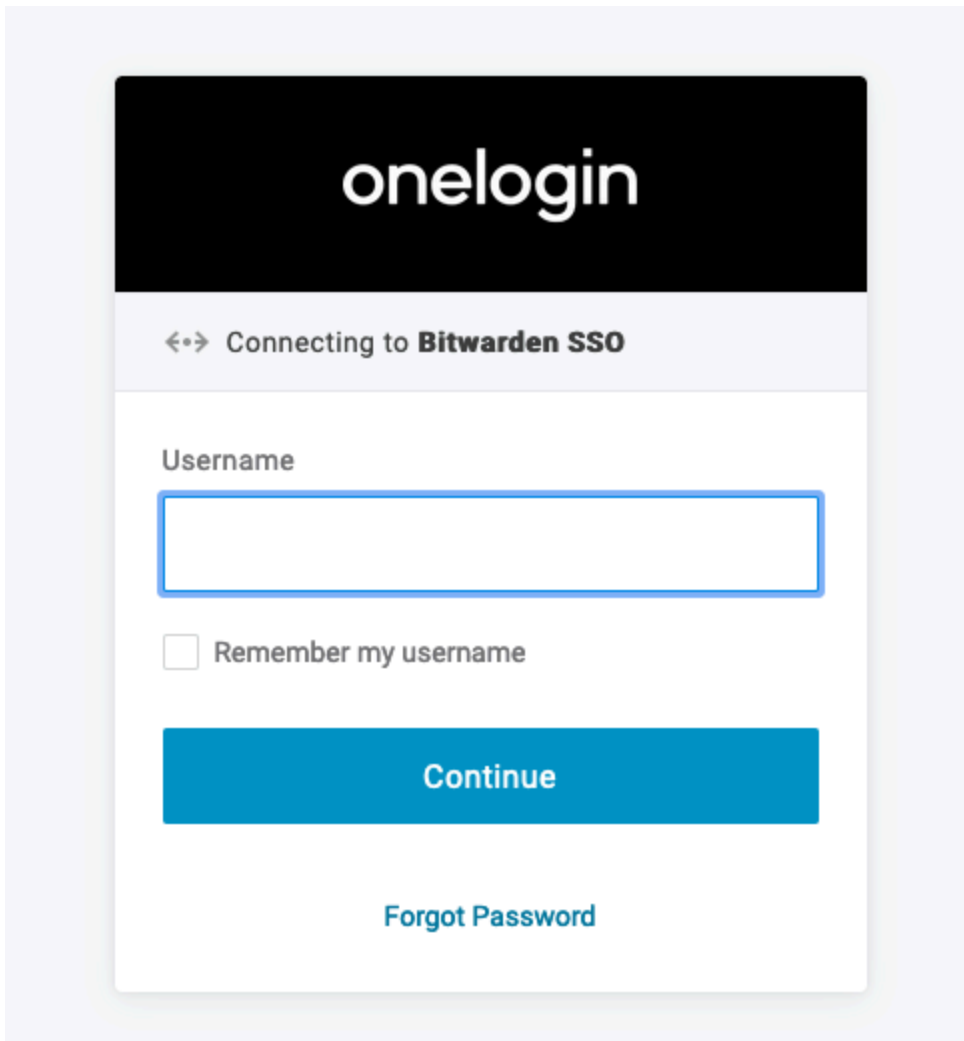 onelogin
Connecting to Bitwarden SSO
Username
Remember my username
Continue
Forgot Password